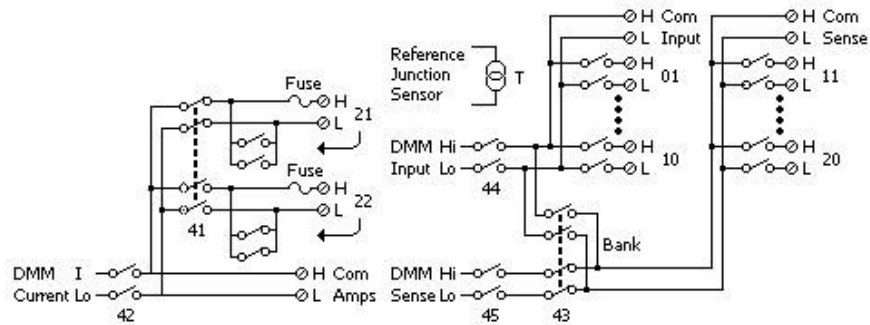 H Com
L Input
H
01
L
H
10
L
H Com
L Sense
H
11
L
H
20
L
Reference
Junction
Sensor
T
DMM Hi
Input Lo
44
Bank
DMM Hi
Sense Lo
45
43
Fuse
H
21
L
Fuse
H
22
L
41
DMM I
Current Lo
42
H Com
L Amps